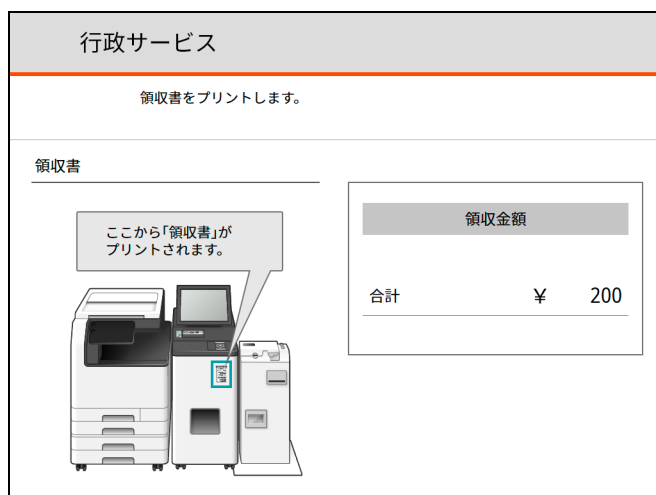 行政サービス
領収書をプリントします。
領収書
ここから「領収書」が
プリントされます。
領収金額
合計 ¥ 200